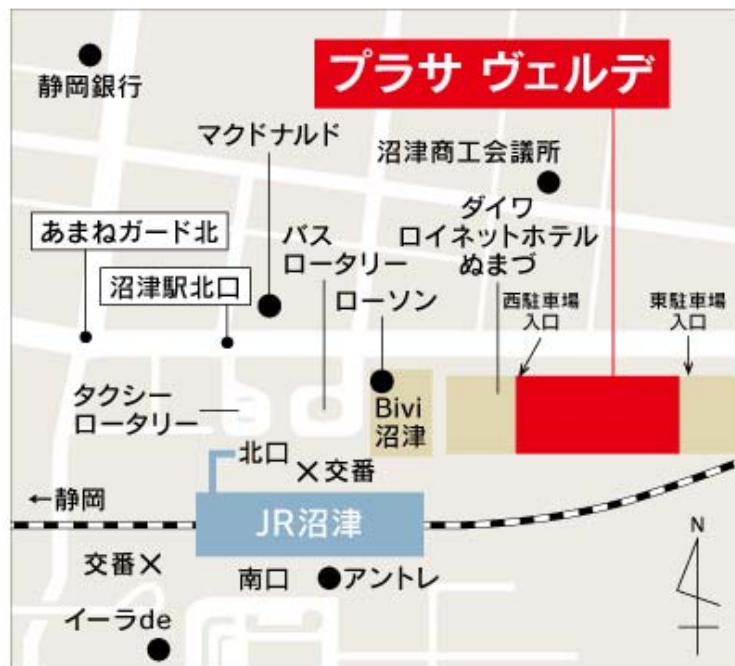 プラサ ヴェルデ
静岡銀行
マクドナルド
沼津商工会議所
あまねガード北
バス
ロータリー
ダイワ
ロイネットホテル
ぬまづ
沼津駅北口
ローソン
西駐車場
入口
東駐車場
入口
タクシー
ロータリー
Bivi
沼津
北口
交番
←静岡
JR沼津
N
交番
南口
アントレ
イーラde